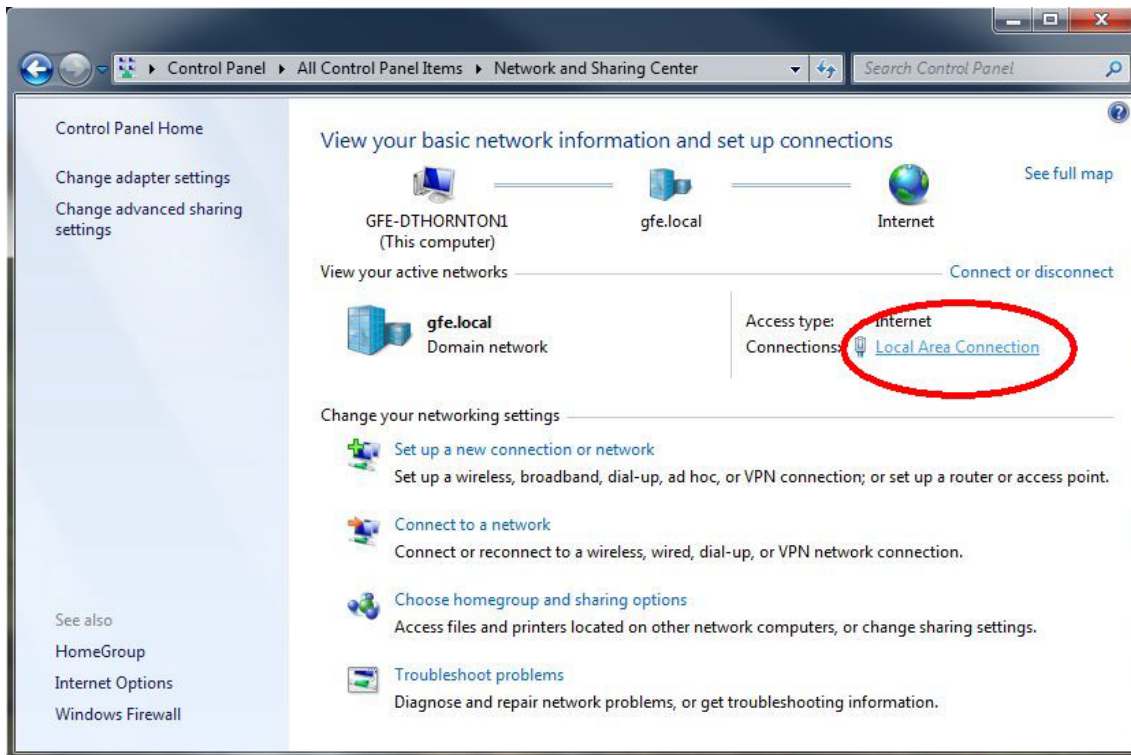 Control Panel ▸ All Control Panel Items ▸ Network and Sharing Center
Search Control Panel
Control Panel Home
Change adapter settings
Change advanced sharing
settings
See also
HomeGroup
Internet Options
Windows Firewall
View your basic network information and set up connections
See full map
GFE-DTHORNTON1
(This computer)
gfe.local
Internet
View your active networks
Connect or disconnect
gfe.local
Domain network
Access type: Internet
Connections: Local Area Connection
Change your networking settings
Set up a new connection or network
Set up a wireless, broadband, dial-up, ad hoc, or VPN connection; or set up a router or access point.
Connect to a network
Connect or reconnect to a wireless, wired, dial-up, or VPN network connection.
Choose homegroup and sharing options
Access files and printers located on other network computers, or change sharing settings.
Troubleshoot problems
Diagnose and repair network problems, or get troubleshooting information.